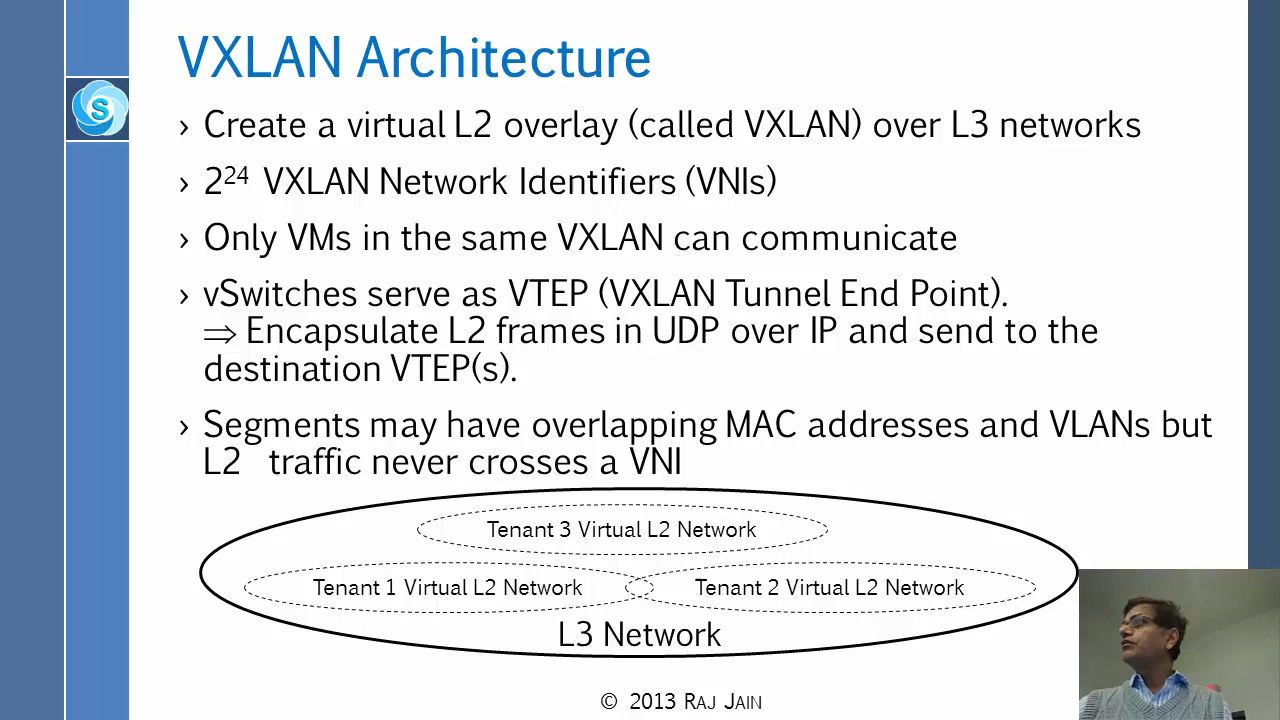 VXLAN Architecture
S
› Create a virtual L2 overlay (called VXLAN) over L3 networks
› 2²⁴ VXLAN Network Identifiers (VNIs)
› Only VMs in the same VXLAN can communicate
› vSwitches serve as VTEP (VXLAN Tunnel End Point).
⇒ Encapsulate L2 frames in UDP over IP and send to the
destination VTEP(s).
› Segments may have overlapping MAC addresses and VLANs but
L2 traffic never crosses a VNI
Tenant 3 Virtual L2 Network
Tenant 1 Virtual L2 Network Tenant 2 Virtual L2 Network
L3 Network
© 2013 RAJ JAIN